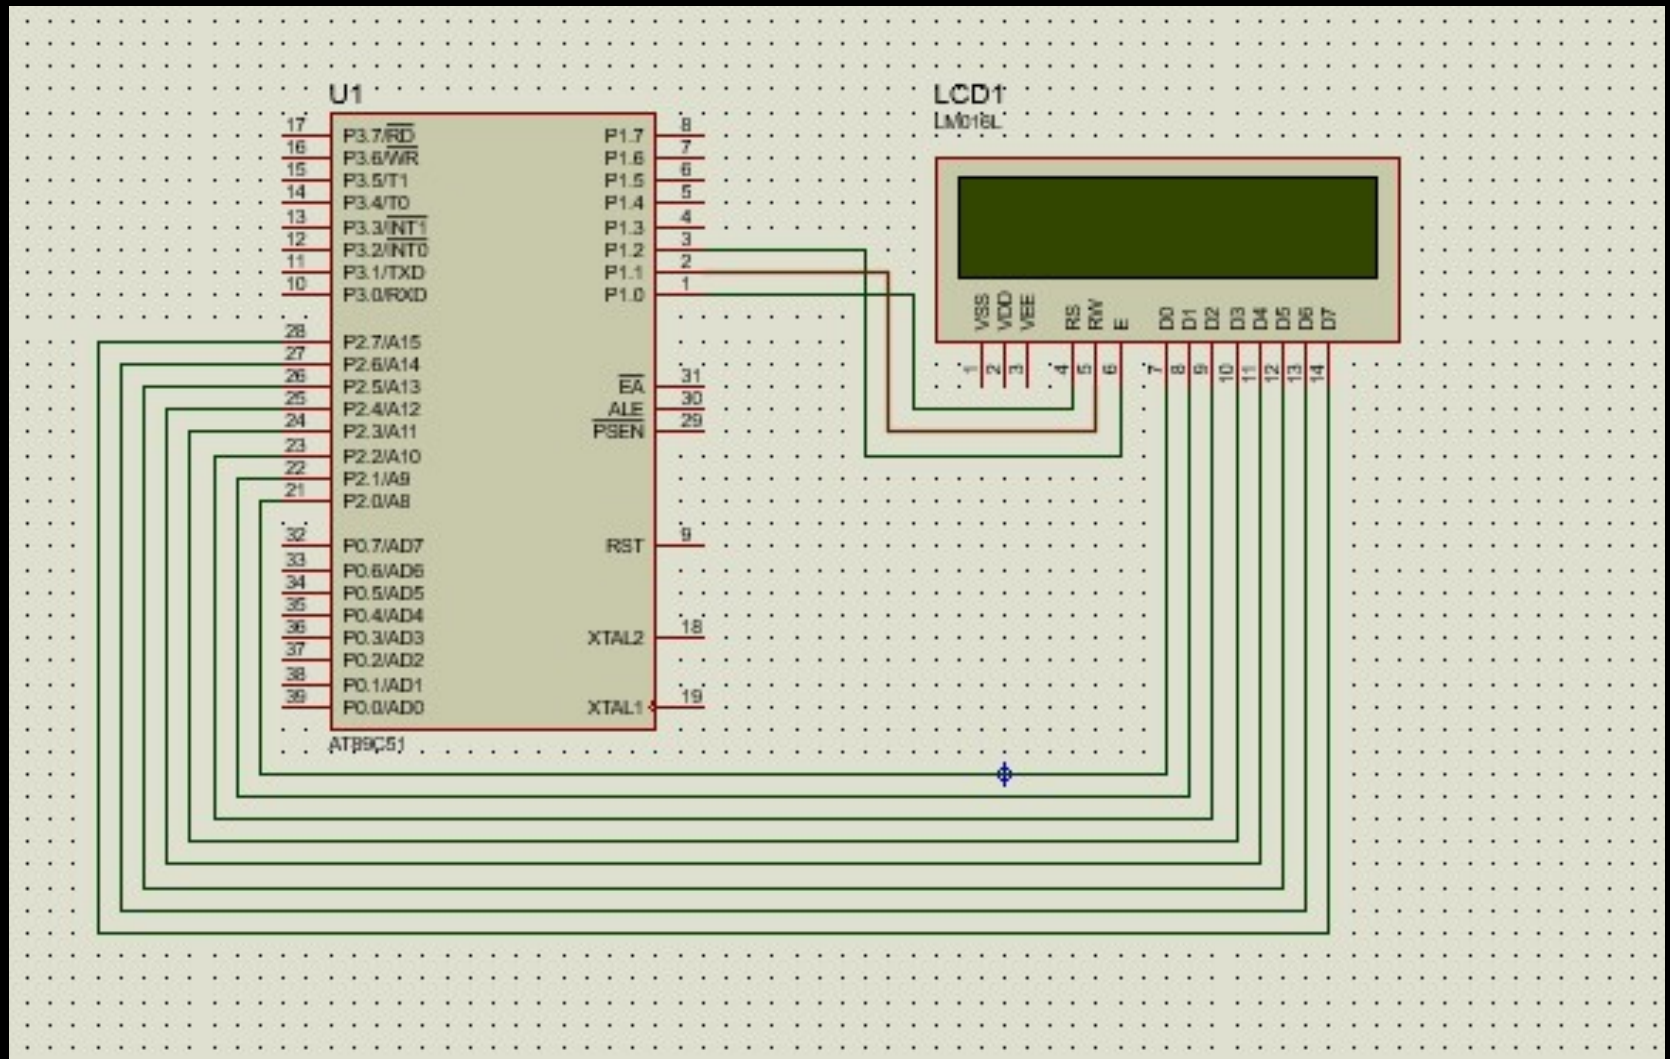 U1
17 P3.7/RD
16 P3.6/WR
15 P3.5/T1
14 P3.4/T0
13 P3.3/INT1
12 P3.2/INT0
11 P3.1/TXD
10 P3.0/RXD
28 P2.7/A15
27 P2.6/A14
26 P2.5/A13
25 P2.4/A12
24 P2.3/A11
23 P2.2/A10
22 P2.1/A9
21 P2.0/A8
32 P0.7/AD7
33 P0.6/AD6
34 P0.5/AD5
35 P0.4/AD4
36 P0.3/AD3
37 P0.2/AD2
38 P0.1/AD1
39 P0.0/AD0
P1.7 8
P1.6 7
P1.5 6
P1.4 5
P1.3 4
P1.2 3
P1.1 2
P1.0 1
EA 31
ALE 30
PSEN 29
RST 9
XTAL2 18
XTAL1 19
AT89C51
LCD1
LM016L
VSS VDD VEE RS RW E D0 D1 D2 D3 D4 D5 D6 D7
1 2 3 4 5 6 7 8 9 10 11 12 13 14